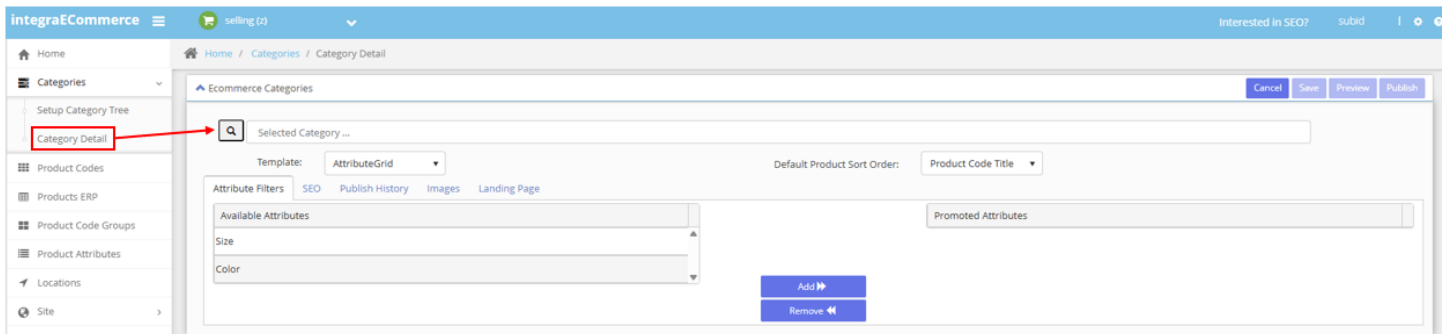 integraECommerce selling (z) Interested in SEO? subid
Home Home / Categories / Category Detail
Categories Ecommerce Categories Cancel Save Preview Publish
Setup Category Tree
Category Detail Selected Category ...
Product Codes Template: AttributeGrid Default Product Sort Order: Product Code Title
Attribute Filters SEO Publish History Images Landing Page
Products ERP
Product Code Groups Available Attributes Promoted Attributes
Size
Product Attributes
Color
Locations Add
Site Remove